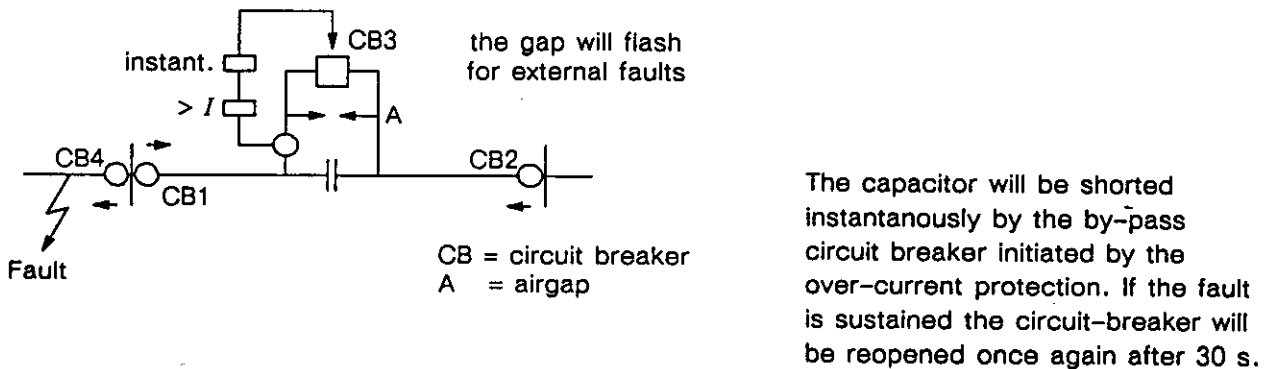 CB3
the gap will flash
for external faults
instant.
> I
A
CB4
CB1
CB2
Fault
CB = circuit breaker
A = airgap
The capacitor will be shorted
instantanously by the by-pass
circuit breaker initiated by the
over-current protection. If the fault
is sustained the circuit-breaker will
be reopened once again after 30 s.